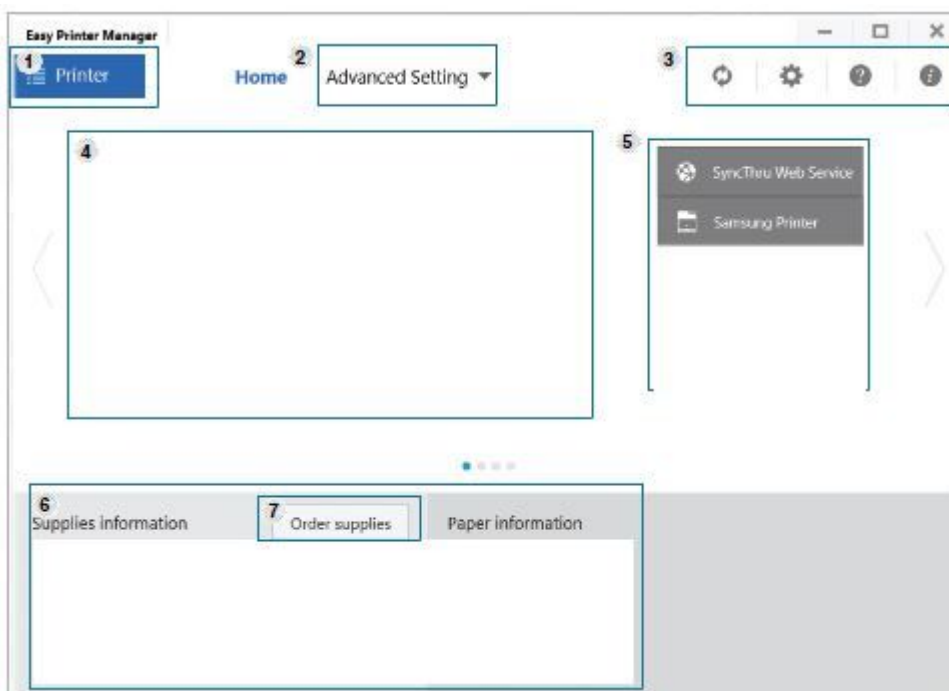 Easy Printer Manager
1 Printer
Home
2 Advanced Setting
3
4
5
SyncThru Web Service
Samsung Printer
6 Supplies information
7 Order supplies
Paper information